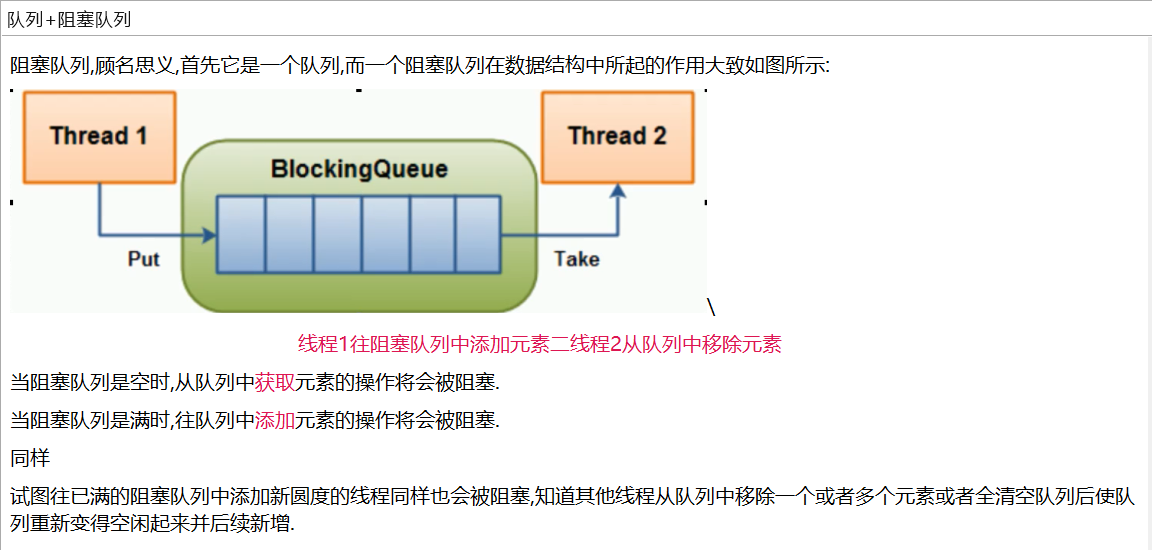 队列+阻塞队列
阻塞队列,顾名思义,首先它是一个队列,而一个阻塞队列在数据结构中所起的作用大致如图所示:
Thread 1
Thread 2
BlockingQueue
Put
Take
\
线程1往阻塞队列中添加元素二线程2从队列中移除元素
当阻塞队列是空时,从队列中获取元素的操作将会被阻塞.
当阻塞队列是满时,往队列中添加元素的操作将会被阻塞.
同样
试图往已满的阻塞队列中添加新圆度的线程同样也会被阻塞,知道其他线程从队列中移除一个或者多个元素或者全清空队列后使队
列重新变得空闲起来并后续新增.